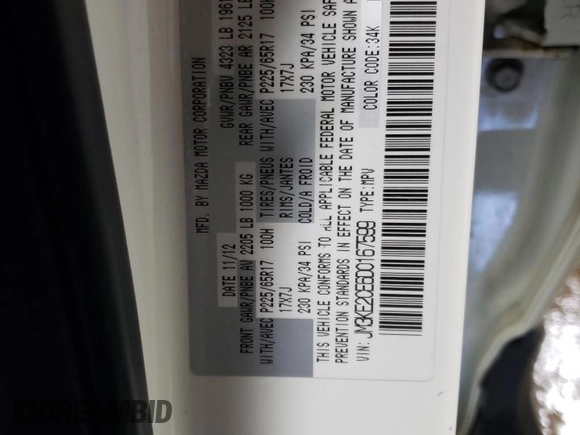 MFD. BY MAZDA MOTOR CORPORATION
DATE 11/12 GVWR/PNBV 4323 LB 1961
FRONT GAWR/PNBE AV 2205 LB 1000 KG REAR GAWR/PNBE AR 2125 LB
WITH/AVEC P225/65R17 100H TIRES/PNEUS WITH/AVEC P225/65R17 100H
17X7J RIMS/JANTES 17X7J
230 KPA/34 PSI COLD/A FROID 230 KPA/34 PSI
THIS VEHICLE CONFORMS TO ALL APPLICABLE FEDERAL MOTOR VEHICLE SAF
PREVENTION STANDARDS IN EFFECT ON THE DATE OF MANUFACTURE SHOWN A
VIN: JM3KE2CE6D0167599 TYPE: MPV COLOR CODE:34K
DREAMBID